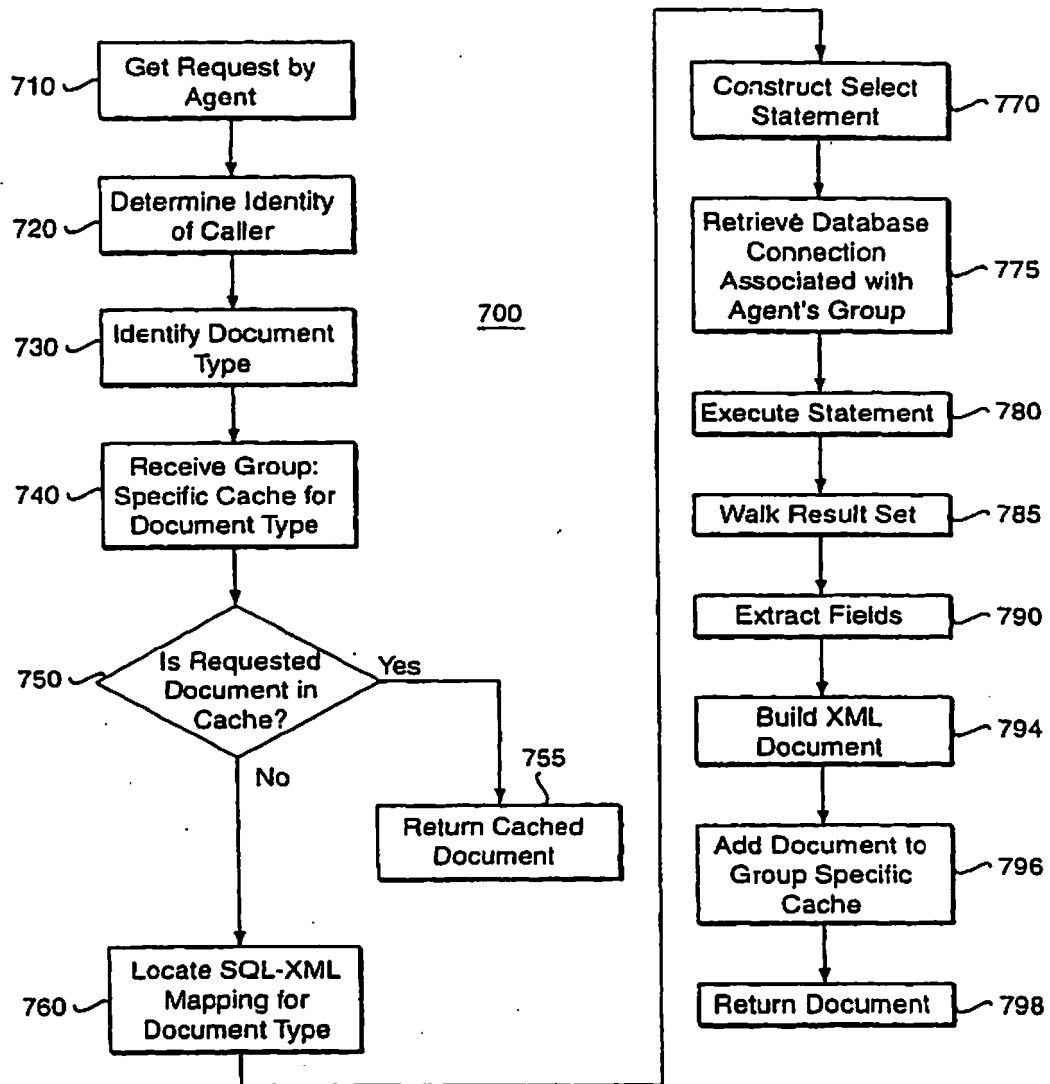 710
Get Request by
Agent
720
Determine Identity
of Caller
730
Identify Document
Type
740
Receive Group:
Specific Cache for
Document Type
750
Is Requested
Document in
Cache?
Yes
No
755
Return Cached
Document
760
Locate SQL-XML
Mapping for
Document Type
700
Construct Select
Statement
770
Retrieve Database
Connection
Associated with
Agent's Group
775
Execute Statement
780
Walk Result Set
785
Extract Fields
790
Build XML
Document
794
Add Document to
Group Specific
Cache
796
Return Document
798